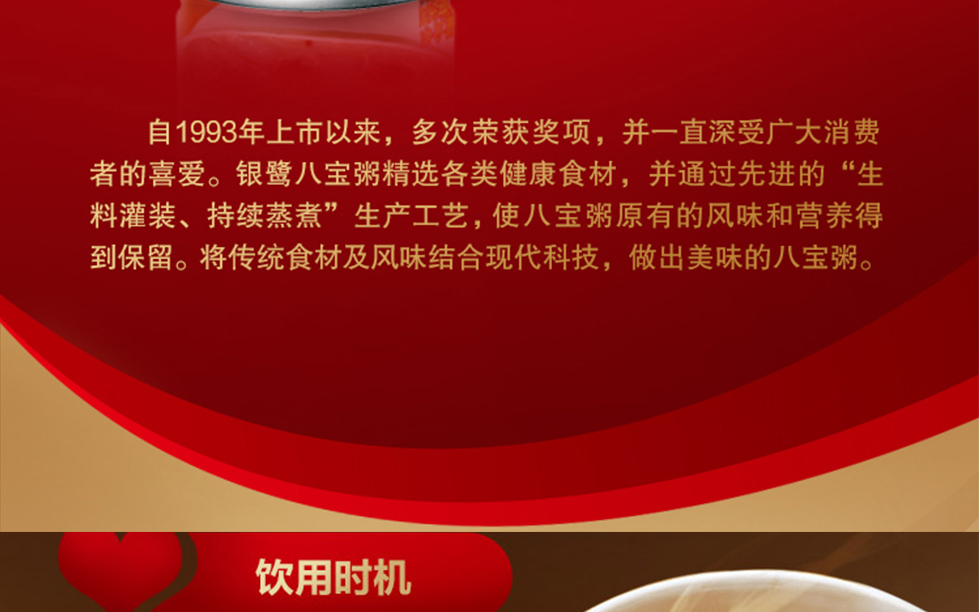 自1993年上市以来，多次荣获奖项，并一直深受广大消费
者的喜爱。银鹭八宝粥精选各类健康食材，并通过先进的“生
料灌装、持续蒸煮”生产工艺，使八宝粥原有的风味和营养得
到保留。将传统食材及风味结合现代科技，做出美味的八宝粥。
饮用时机